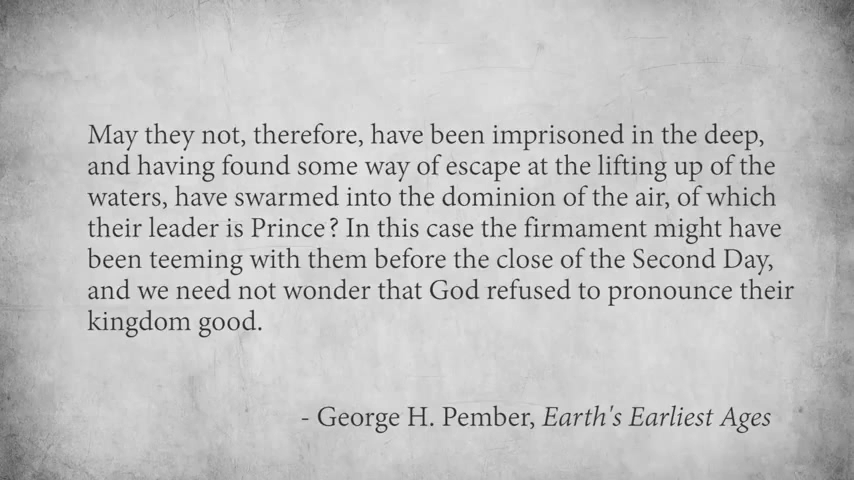 May they not, therefore, have been imprisoned in the deep,
and having found some way of escape at the lifting up of the
waters, have swarmed into the dominion of the air, of which
their leader is Prince? In this case the firmament might have
been teeming with them before the close of the Second Day,
and we need not wonder that God refused to pronounce their
kingdom good.
- George H. Pember, Earth's Earliest Ages